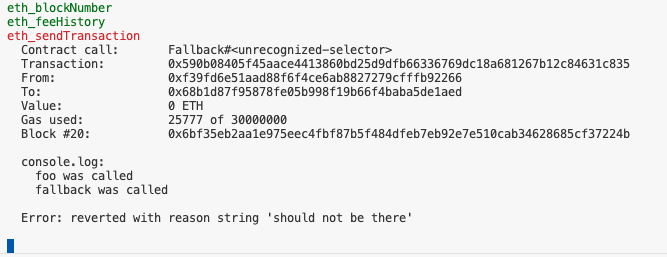 eth_blockNumber
eth_feeHistory
eth_sendTransaction
Contract call: Fallback#<unrecognized-selector>
Transaction: 0x590b08405f45aace4413860bd25d9dfb66336769dc18a681267b12c84631c835
From: 0xf39fd6e51aad88f6f4ce6ab8827279cfffb92266
To: 0x68b1d87f95878fe05b998f19b66f4baba5de1aed
Value: 0 ETH
Gas used: 25777 of 30000000
Block #20: 0x6bf35eb2aa1e975eec4fbf87b5f484dfeb7eb92e7e510cab34628685cf37224b
console.log:
foo was called
fallback was called
Error: reverted with reason string 'should not be there'